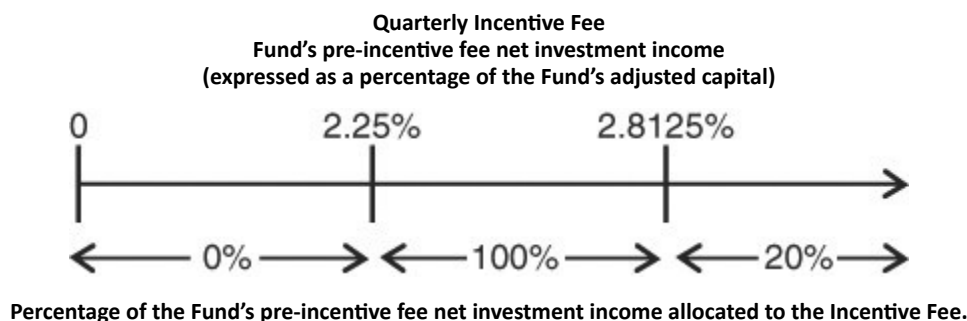 Quarterly Incentive Fee
Fund's pre-incentive fee net investment income
(expressed as a percentage of the Fund's adjusted capital)
0 2.25% 2.8125%
0% 100% 20%
Percentage of the Fund's pre-incentive fee net investment income allocated to the Incentive Fee.